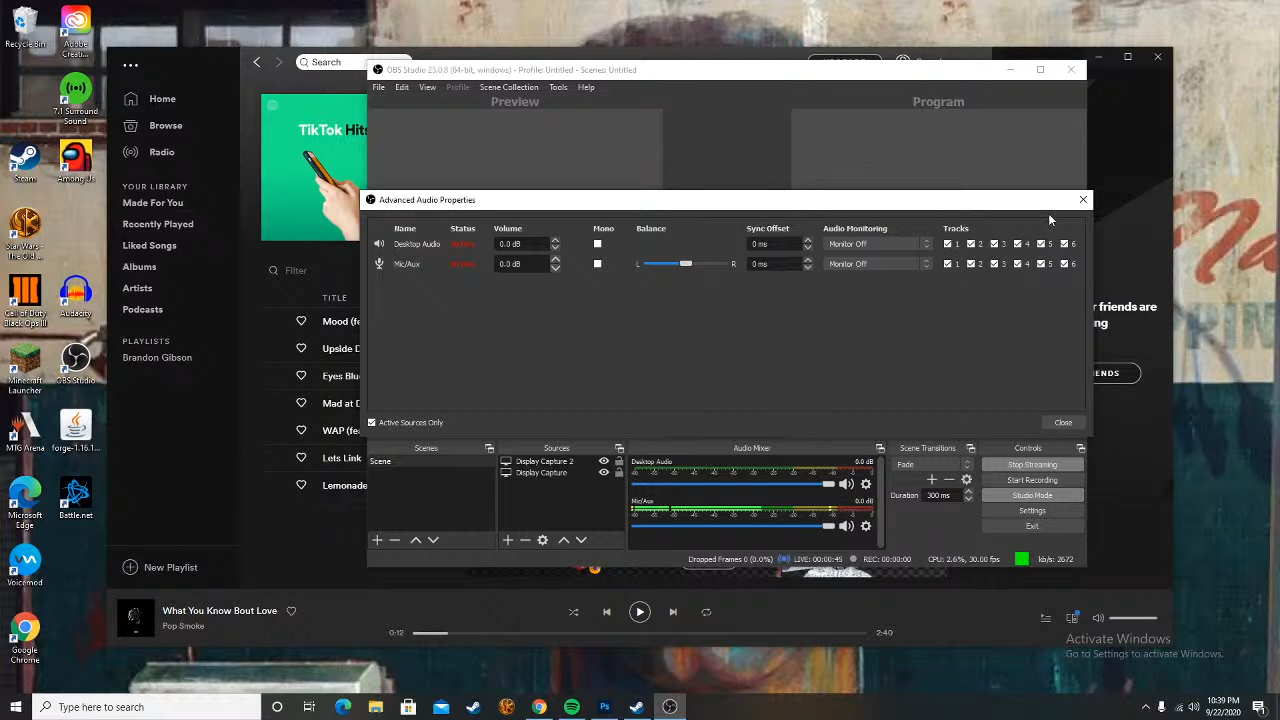 Recycle Bin
Adobe Creati...
7.1 Surround Sound
Steam
Among Us
Star Wars - The Old ...
Call of Duty Black Ops III
Audacity
Minecraft Launcher
OBS Studio
MTG Arena
forge-1.16.1...
Microsoft Edge
Battle.net
Voicemod
Google Chrome
Search
Home
Browse
Radio
YOUR LIBRARY
Made For You
Recently Played
Liked Songs
Albums
Artists
Podcasts
PLAYLISTS
Brandon Gibson
New Playlist
TikTok Hits
Filter
TITLE
Mood (fe
Upside D
Eyes Blu
Mad at D
WAP (fea
Lets Link
Lemonade
r friends are
ng
ENDS
OBS Studio 25.0.8 (64-bit, windows) - Profile: Untitled - Scenes: Untitled
File Edit View Profile Scene Collection Tools Help
Preview Program
Advanced Audio Properties
Name Status Volume Mono Balance Sync Offset Audio Monitoring Tracks
Desktop Audio 0.0 dB 0 ms Monitor Off 1 2 3 4 5 6
Mic/Aux 0.0 dB L R 0 ms Monitor Off 1 2 3 4 5 6
Active Sources Only
Close
Scenes Sources Audio Mixer Scene Transitions Controls
Scene
Display Capture 2
Display Capture
Desktop Audio 0.0 dB
Mic/Aux 0.0 dB
Fade
Duration 300 ms
Stop Streaming
Start Recording
Studio Mode
Settings
Exit
Dropped Frames 0 (0.0%) LIVE: 00:00:45 REC: 00:00:00 CPU: 2.6%, 30.00 fps kb/s: 2672
What You Know Bout Love
Pop Smoke
0:12 2:40
Activate Windows
Go to Settings to activate Windows.
Type here to search
10:39 PM
9/22/2020